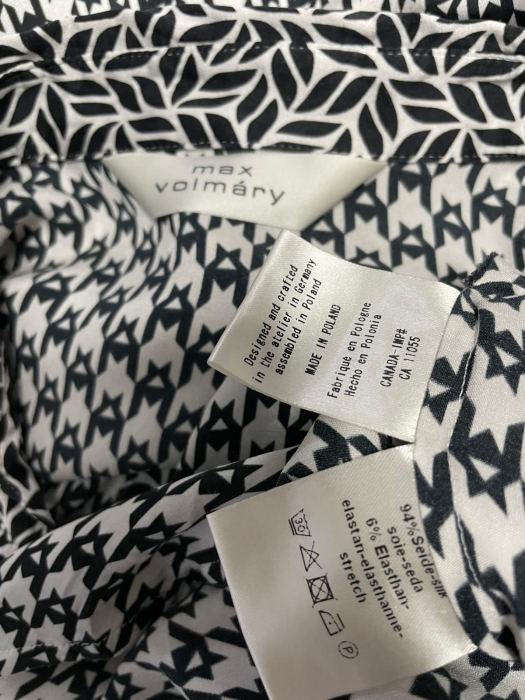 max
volmáry
Designed and crafted
in the atelier in Germany
assembled in Poland
MADE IN POLAND
Fabriqué en Pologne
Hecho en Polonia
CANADA-IMP#
CA 11055
94%Seide-silk
soie-seda
6% Elasthan-
elastan-elasthanne-
stretch
30
P